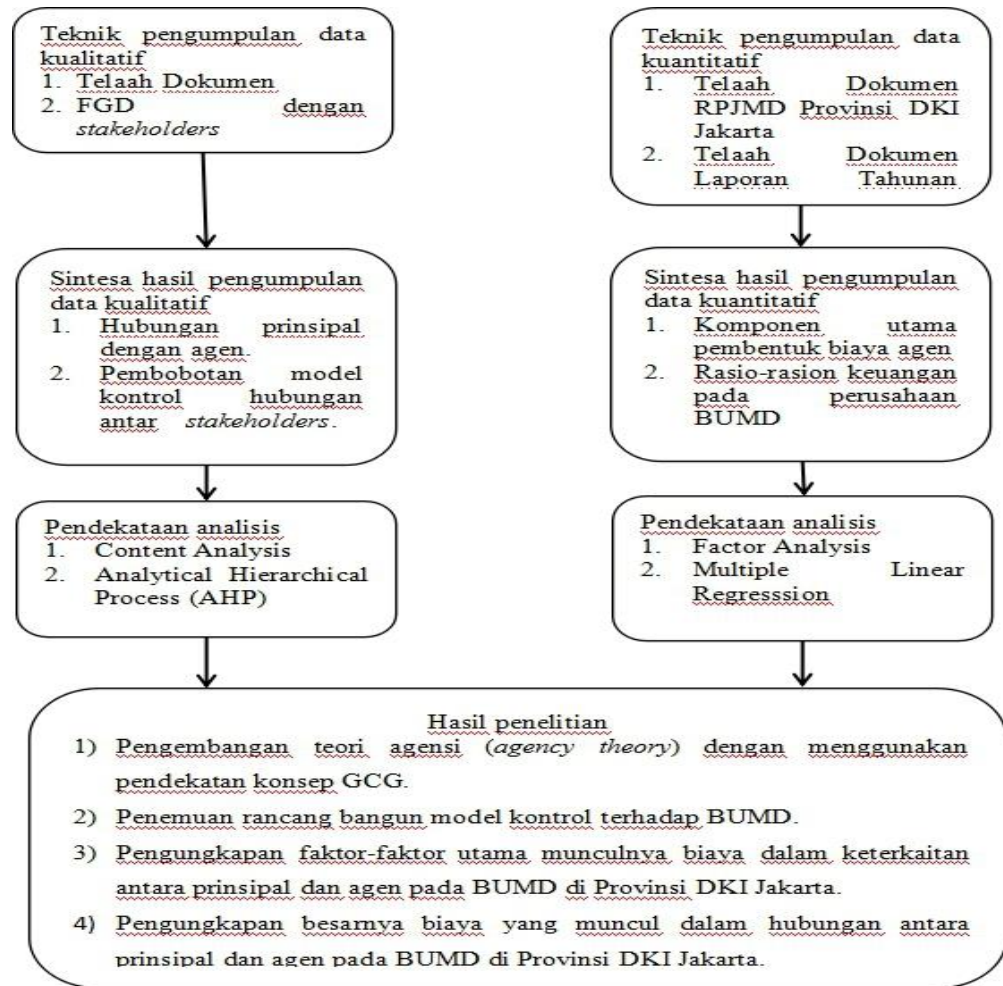 Teknik pengumpulan data
kualitatif
1. Telaah Dokumen
2. FGD dengan
stakeholders
Teknik pengumpulan data
kuantitatif
1. Telaah Dokumen
RPJMD Provinsi DKI
Jakarta
2. Telaah Dokumen
Laporan Tahunan
Sintesa hasil pengumpulan
data kualitatif
1. Hubungan prinsipal
dengan agen.
2. Pembobotan model
kontrol hubungan
antar stakeholders.
Sintesa hasil pengumpulan
data kuantitatif
1. Komponen utama
pembentuk biaya agen
2. Rasio-rasion keuangan
pada perusahaan
BUMD
Pendekataan analisis
1. Content Analysis
2. Analytical Hierarchical
Process (AHP)
Pendekataan analisis
1. Factor Analysis
2. Multiple Linear
Regresssion
Hasil penelitian
1) Pengembangan teori agensi (agency theory) dengan menggunakan
pendekatan konsep GCG.
2) Penemuan rancang bangun model kontrol terhadap BUMD.
3) Pengungkapan faktor-faktor utama munculnya biaya dalam keterkaitan
antara prinsipal dan agen pada BUMD di Provinsi DKI Jakarta.
4) Pengungkapan besarnya biaya yang muncul dalam hubungan antara
prinsipal dan agen pada BUMD di Provinsi DKI Jakarta.